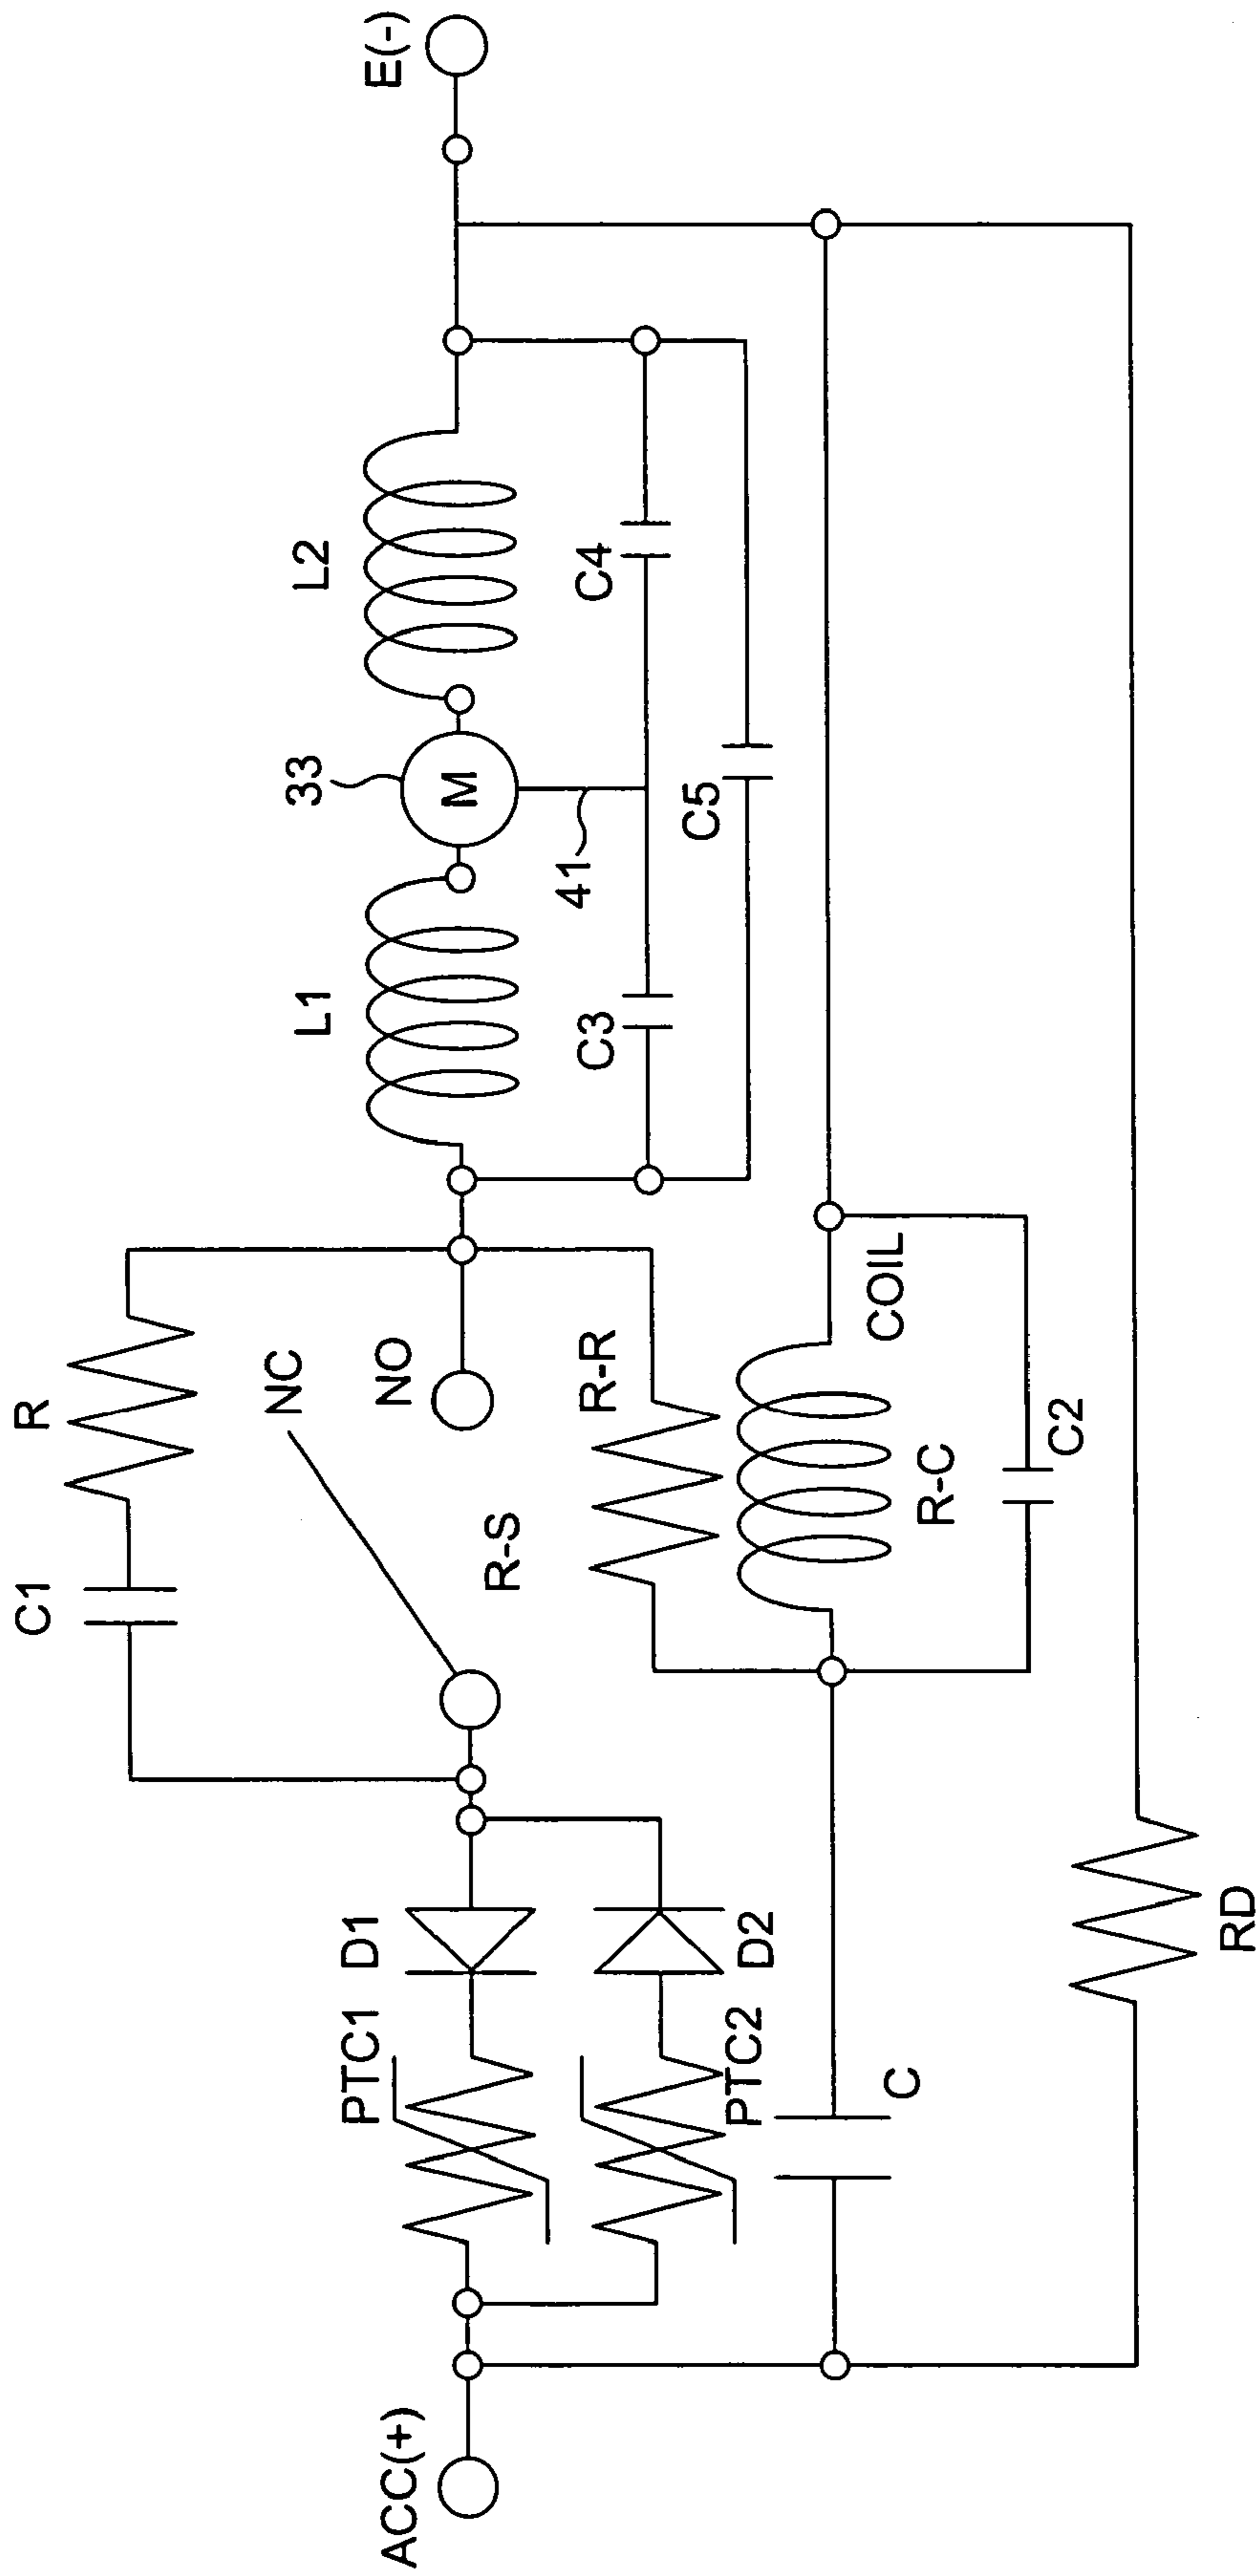 R
C1
NC
NO
R-S
R-R
R-C
COIL
C2
L1
L2
33
M
41
C3
C4
C5
E(-)
ACC(+)
PTC1
D1
PTC2
D2
C
RD